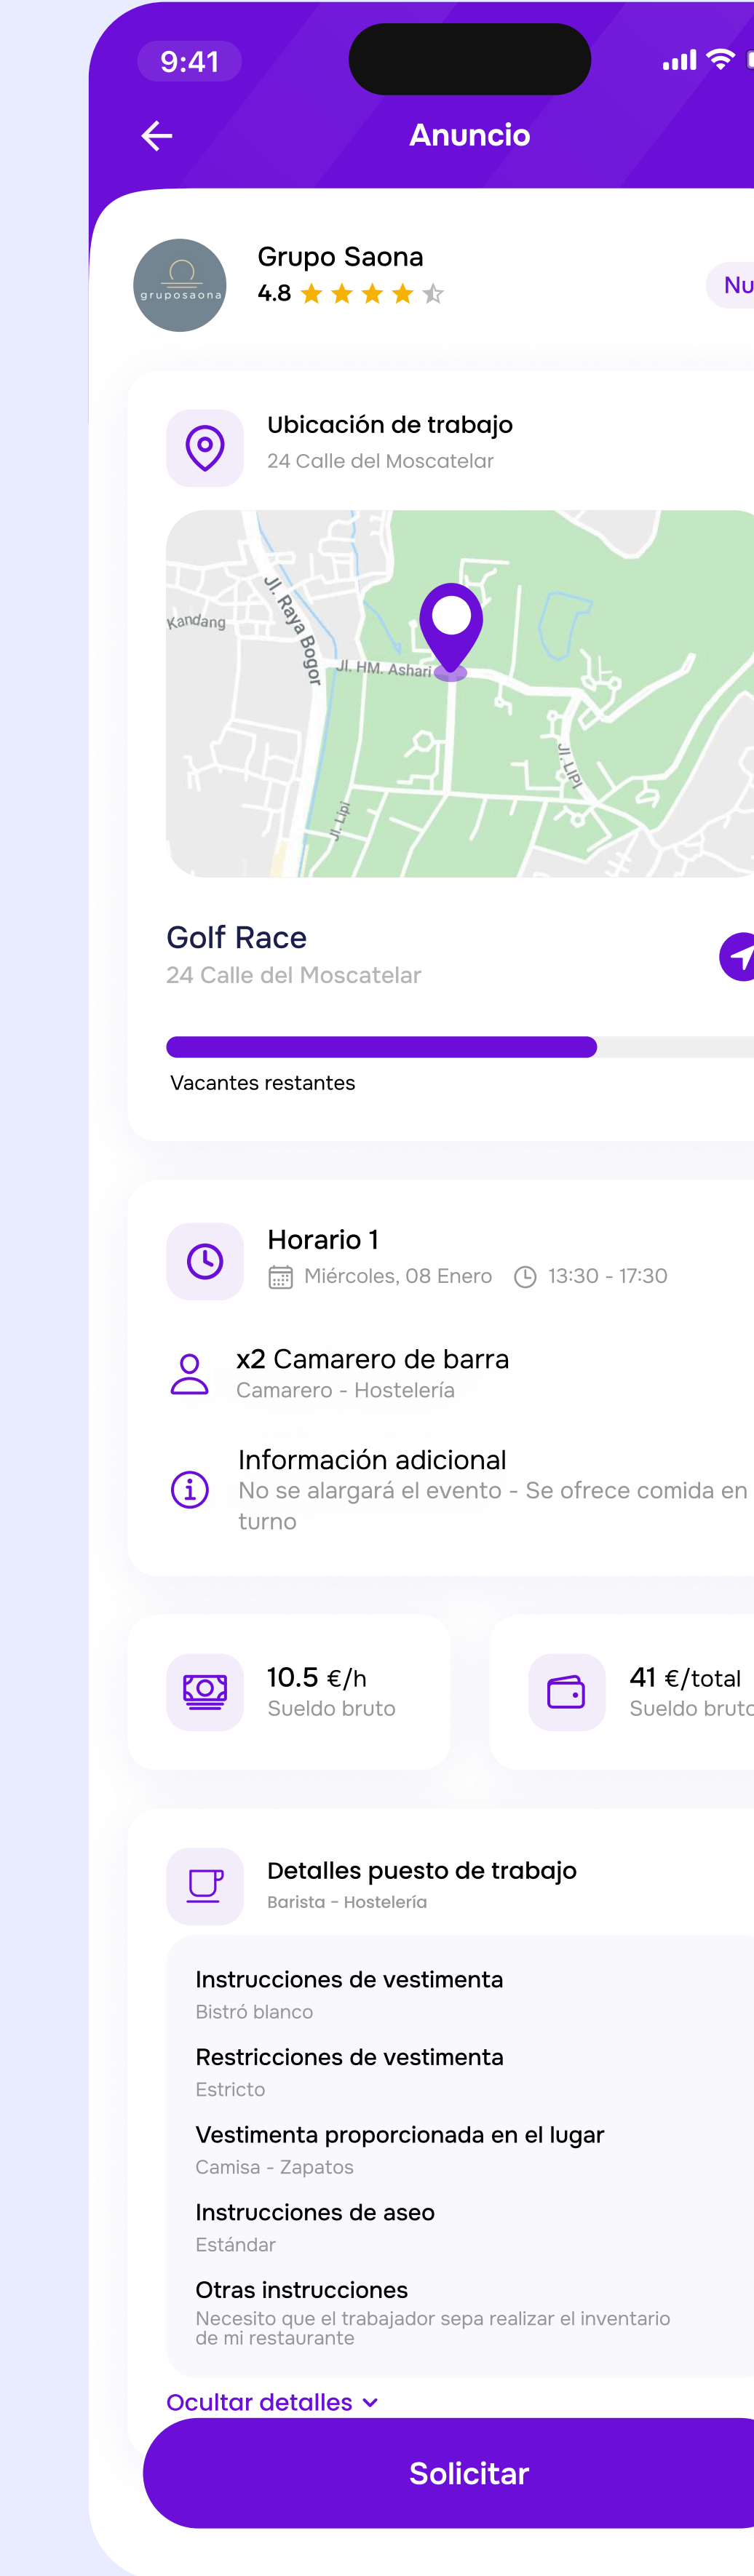 9:41
Anuncio
gruposaona
Grupo Saona
4.8
Nu
Ubicación de trabajo
24 Calle del Moscatelar
Kandang
Jl. Raya Bogor
Jl. HM. Ashari
Jl. LIPI
Jl. Lipi
Golf Race
24 Calle del Moscatelar
Vacantes restantes
Horario 1
Miércoles, 08 Enero 13:30 - 17:30
x2 Camarero de barra
Camarero - Hostelería
Información adicional
No se alargará el evento - Se ofrece comida en
turno
10.5 €/h
Sueldo bruto
41 €/total
Sueldo bruto
Detalles puesto de trabajo
Barista - Hostelería
Instrucciones de vestimenta
Bistró blanco
Restricciones de vestimenta
Estricto
Vestimenta proporcionada en el lugar
Camisa - Zapatos
Instrucciones de aseo
Estándar
Otras instrucciones
Necesito que el trabajador sepa realizar el inventario
de mi restaurante
Ocultar detalles
Solicitar